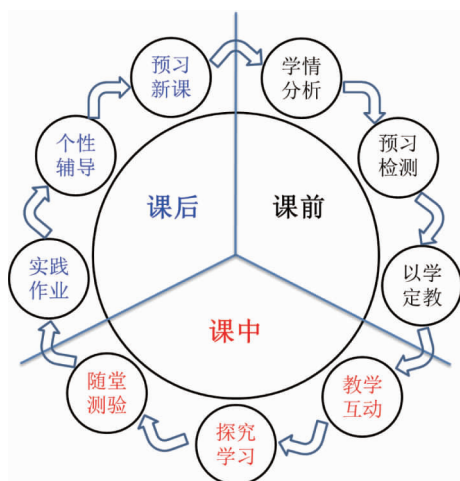 预习
新课
学情
分析
个性
辅导
预习
检测
课后
课前
实践
作业
以学
定教
课中
随堂
测验
教学
互动
探究
学习